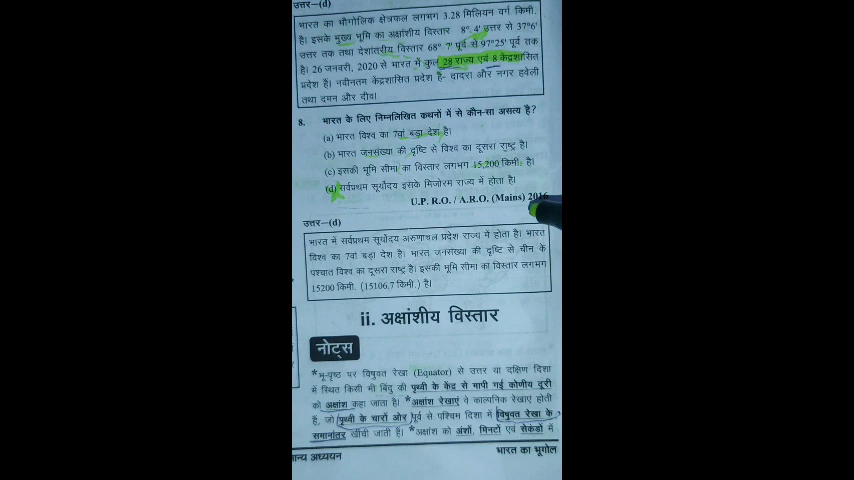 उत्तर–(d)
भारत का भौगोलिक क्षेत्रफल लगभग 3.28 मिलियन वर्ग किमी.
है। इसके मुख्य भूमि का अक्षांशीय विस्तार 8°. 4' उत्तर से 37°6'
उत्तर तक तथा देशांतरीय विस्तार 68° 7' पूर्व से 97°25' पूर्व तक
है। 26 जनवरी, 2020 से भारत में कुल 28 राज्य एवं 8 केंद्रशासित
प्रदेश हैं। नवीनतम केंद्रशासित प्रदेश है- दादरा और नगर हवेली
तथा दमन और दीव।
8. भारत के लिए निम्नलिखित कथनों में से कौन-सा असत्य है?
(a) भारत विश्व का 7वां बड़ा देश है।
(b) भारत जनसंख्या की दृष्टि से विश्व का दूसरा राष्ट्र है।
(c) इसकी भूमि सीमा का विस्तार लगभग 15,200 किमी. है।
(d) सर्वप्रथम सूर्योदय इसके मिजोरम राज्य में होता है।
U.P. R.O. / A.R.O. (Mains) 2016
उत्तर–(d)
भारत में सर्वप्रथम सूर्योदय अरुणाचल प्रदेश राज्य में होता है। भारत
विश्व का 7वां बड़ा देश है। भारत जनसंख्या की दृष्टि से चीन के
पश्चात विश्व का दूसरा राष्ट्र है। इसकी भूमि सीमा का विस्तार लगभग
15200 किमी. (15106.7 किमी.) है।
ii. अक्षांशीय विस्तार
नोट्स
*भू-पृष्ठ पर विषुवत रेखा (Equator) से उत्तर या दक्षिण दिशा
में स्थित किसी भी बिंदु की पृथ्वी के केंद्र से मापी गई कोणीय दूरी
को अक्षांश कहा जाता है। *अक्षांश रेखाएं वे काल्पनिक रेखाएं होती
हैं, जो पृथ्वी के चारों ओर पूर्व से पश्चिम दिशा में विषुवत रेखा के
समानांतर खींची जाती हैं। *अक्षांश को अंशों, मिनटों एवं सेकंडों में
न्य अध्ययन
भारत का भूगोल